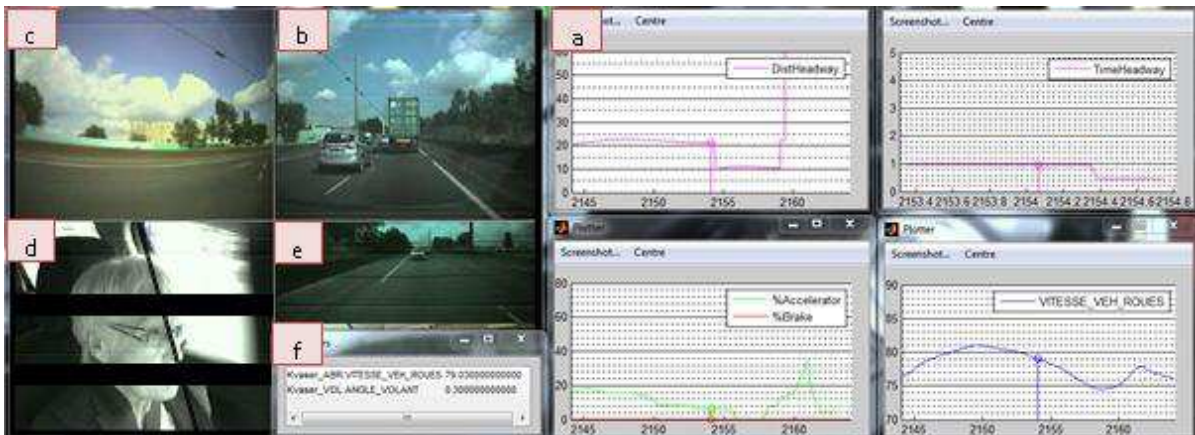 c
b
a
Screenshot... Centre
DistHeadway
60
50
40
30
20
10
0
2145 2150 2155 2160
Screenshot... Centre
TimeHeadway
5
4
3
2
1
0
2153.4 2153.6 2153.8 2154 2154.2 2154.4 2154.6 2154.8
d
e
f
Kvaser_ABR.VITESSE_VEH_ROUES 79.030000000000
Kvaser_VOL.ANGLE_VOLANT 0.300000000000
Plotter
Screenshot... Centre
%Accelerator
%Brake
80
60
40
20
0
2145 2150 2155 2160
Plotter
Screenshot... Centre
VITESSE_VEH_ROUES
90
85
80
75
70
2145 2150 2155 2160